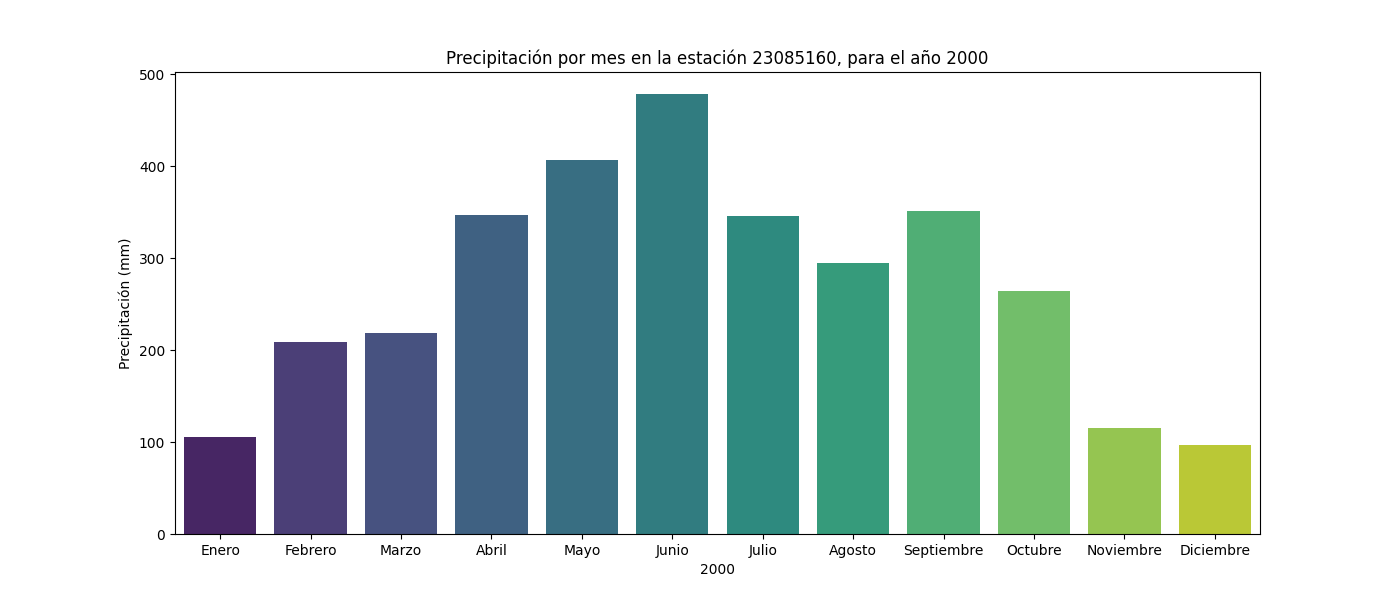 Precipitación por mes en la estación 23085160, para el año 2000
Precipitación (mm)
500
400
300
200
100
0
Enero Febrero Marzo Abril Mayo Junio Julio Agosto Septiembre Octubre Noviembre Diciembre
2000